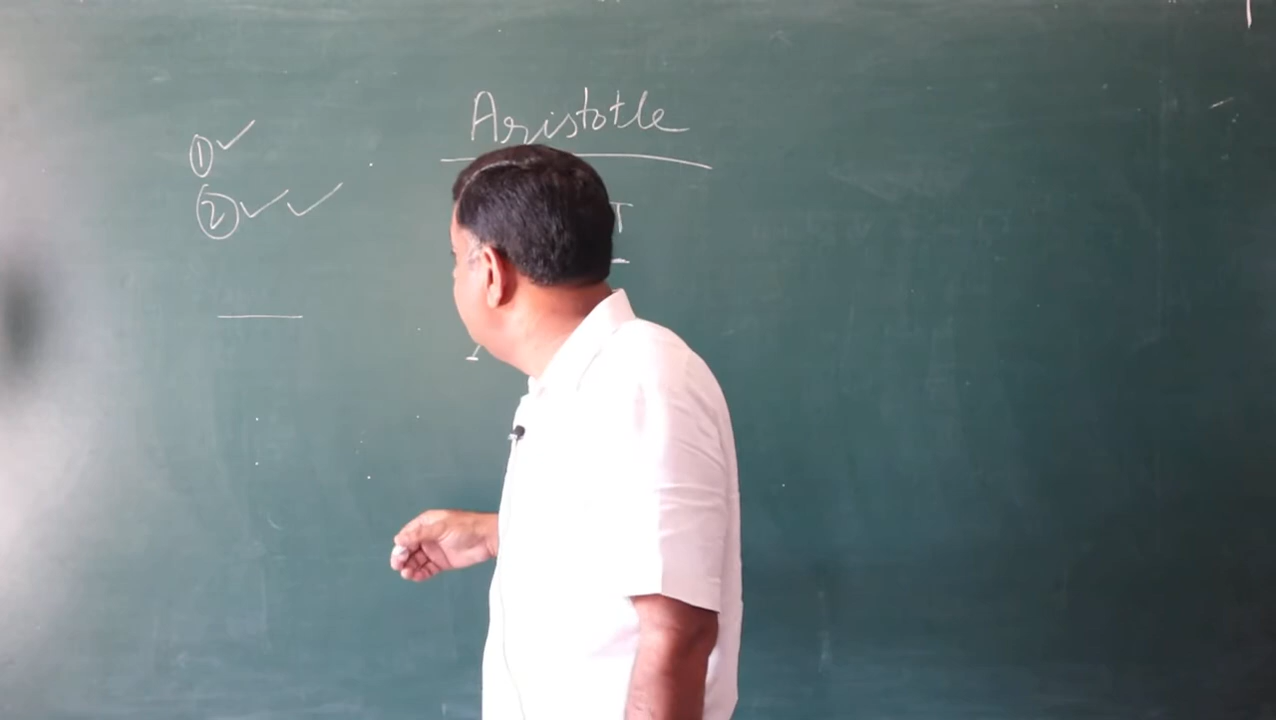 Aristotle
① ✓
② ✓ ✓
T